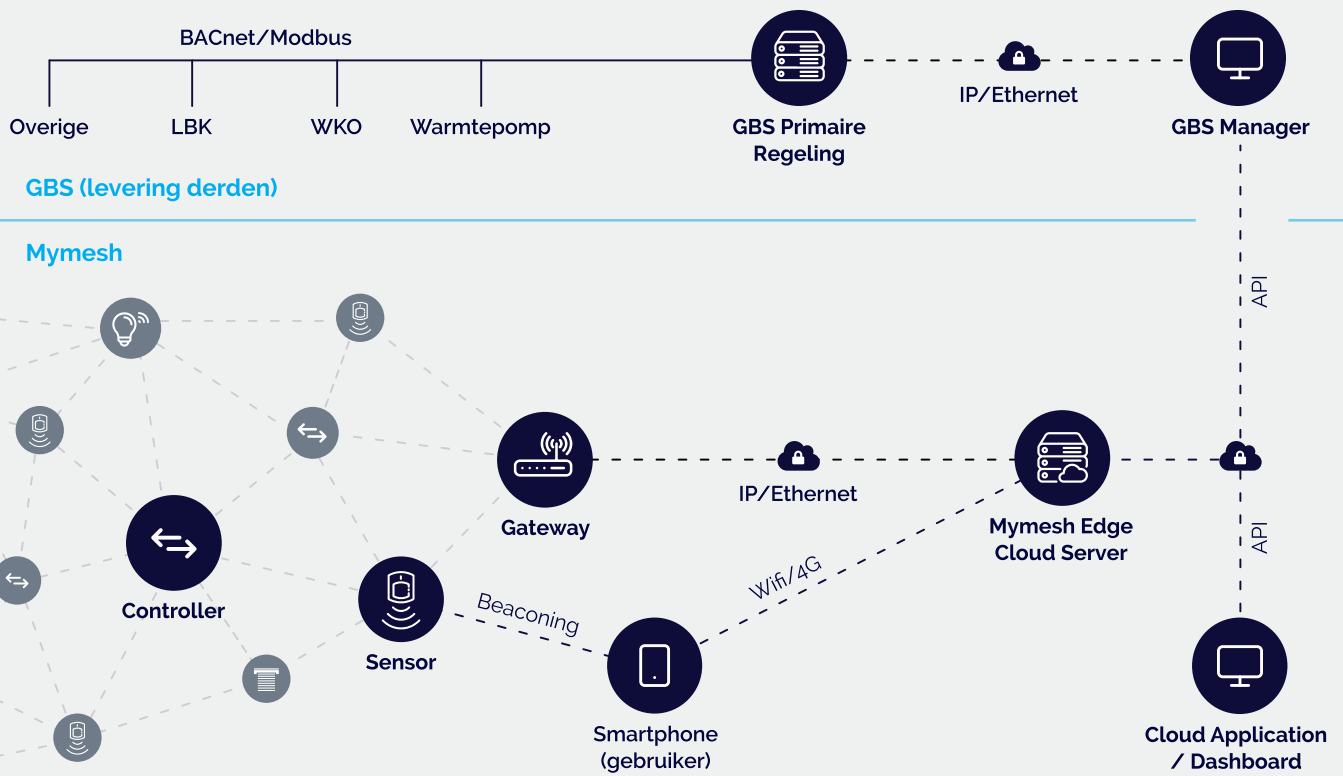 BACnet/Modbus
IP/Ethernet
Overige
LBK
WKO
Warmtepomp
GBS Primaire
Regeling
GBS Manager
GBS (levering derden)
Mymesh
API
Gateway
IP/Ethernet
Mymesh Edge
Cloud Server
API
Controller
Sensor
Beaconing
Wifi/4G
Smartphone
(gebruiker)
Cloud Application
/ Dashboard